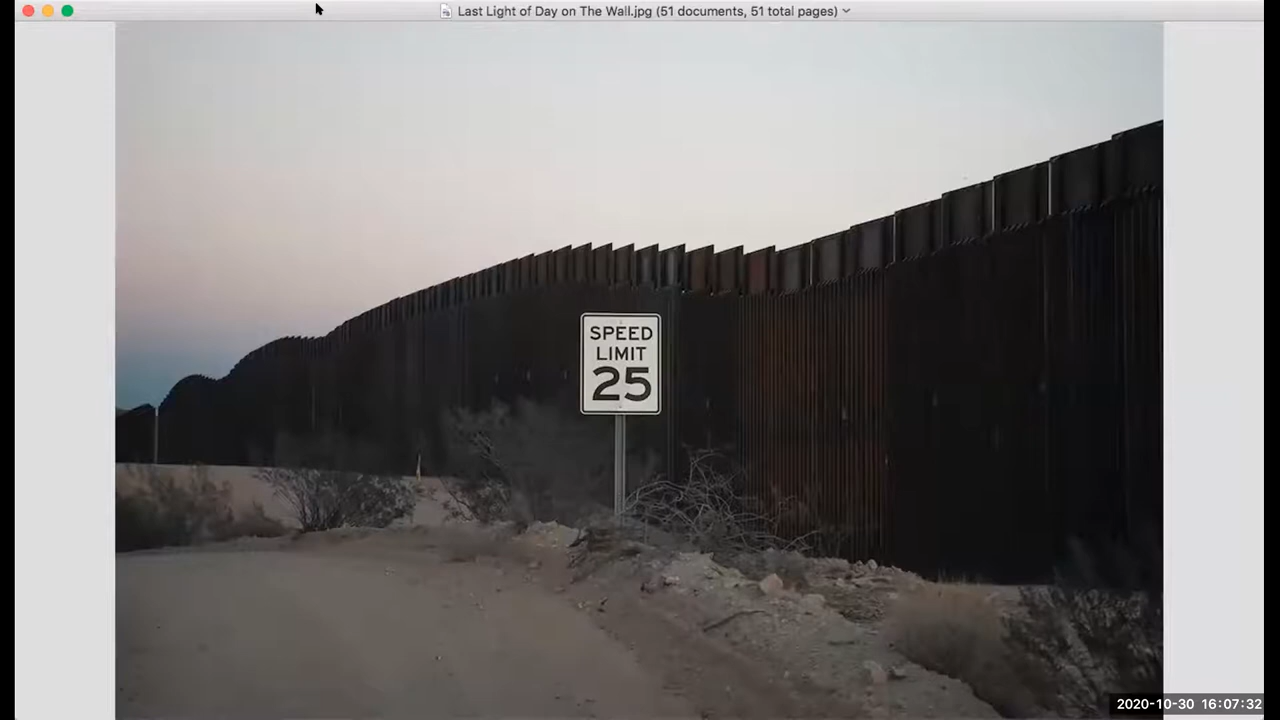 Last Light of Day on The Wall.jpg (51 documents, 51 total pages)
SPEED
LIMIT
25
2020-10-30 16:07:32